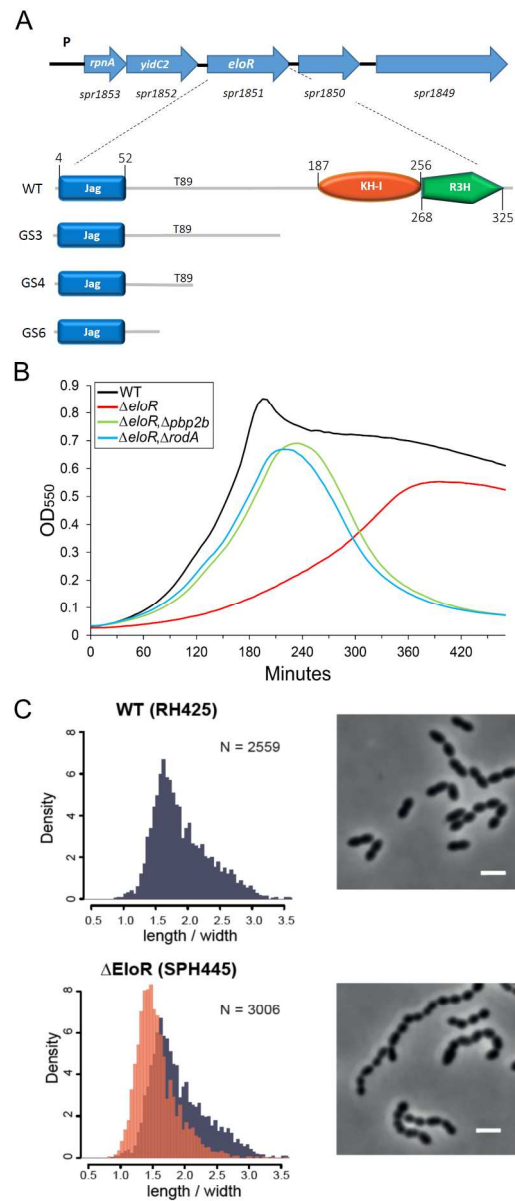 A
P
rpnA yidC2 eloR
spr1853 spr1852 spr1851 spr1850 spr1849
4 52 187 256
WT Jag T89 KH-I R3H
268 325
GS3 Jag T89
GS4 Jag T89
GS6 Jag
B
WT
ΔeloR
ΔeloR,Δpbp2b
ΔeloR,ΔrodA
0.9
0.8
0.7
0.6
0.5
0.4
0.3
0.2
0.1
0
OD550
0 60 120 180 240 300 360 420
Minutes
C
WT (RH425)
N = 2559
8
6
4
2
0
Density
0.5 1.0 1.5 2.0 2.5 3.0 3.5
length / width
ΔEloR (SPH445)
N = 3006
8
6
4
2
0
Density
0.5 1.0 1.5 2.0 2.5 3.0 3.5
length / width